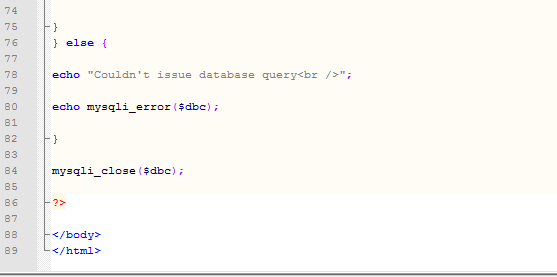 74
75 }
76 } else {
77
78 echo "Couldn't issue database query<br />";
79
80 echo mysqli_error($dbc);
81
82 }
83
84 mysqli_close($dbc);
85
86 ?>
87
88 </body>
89 </html>